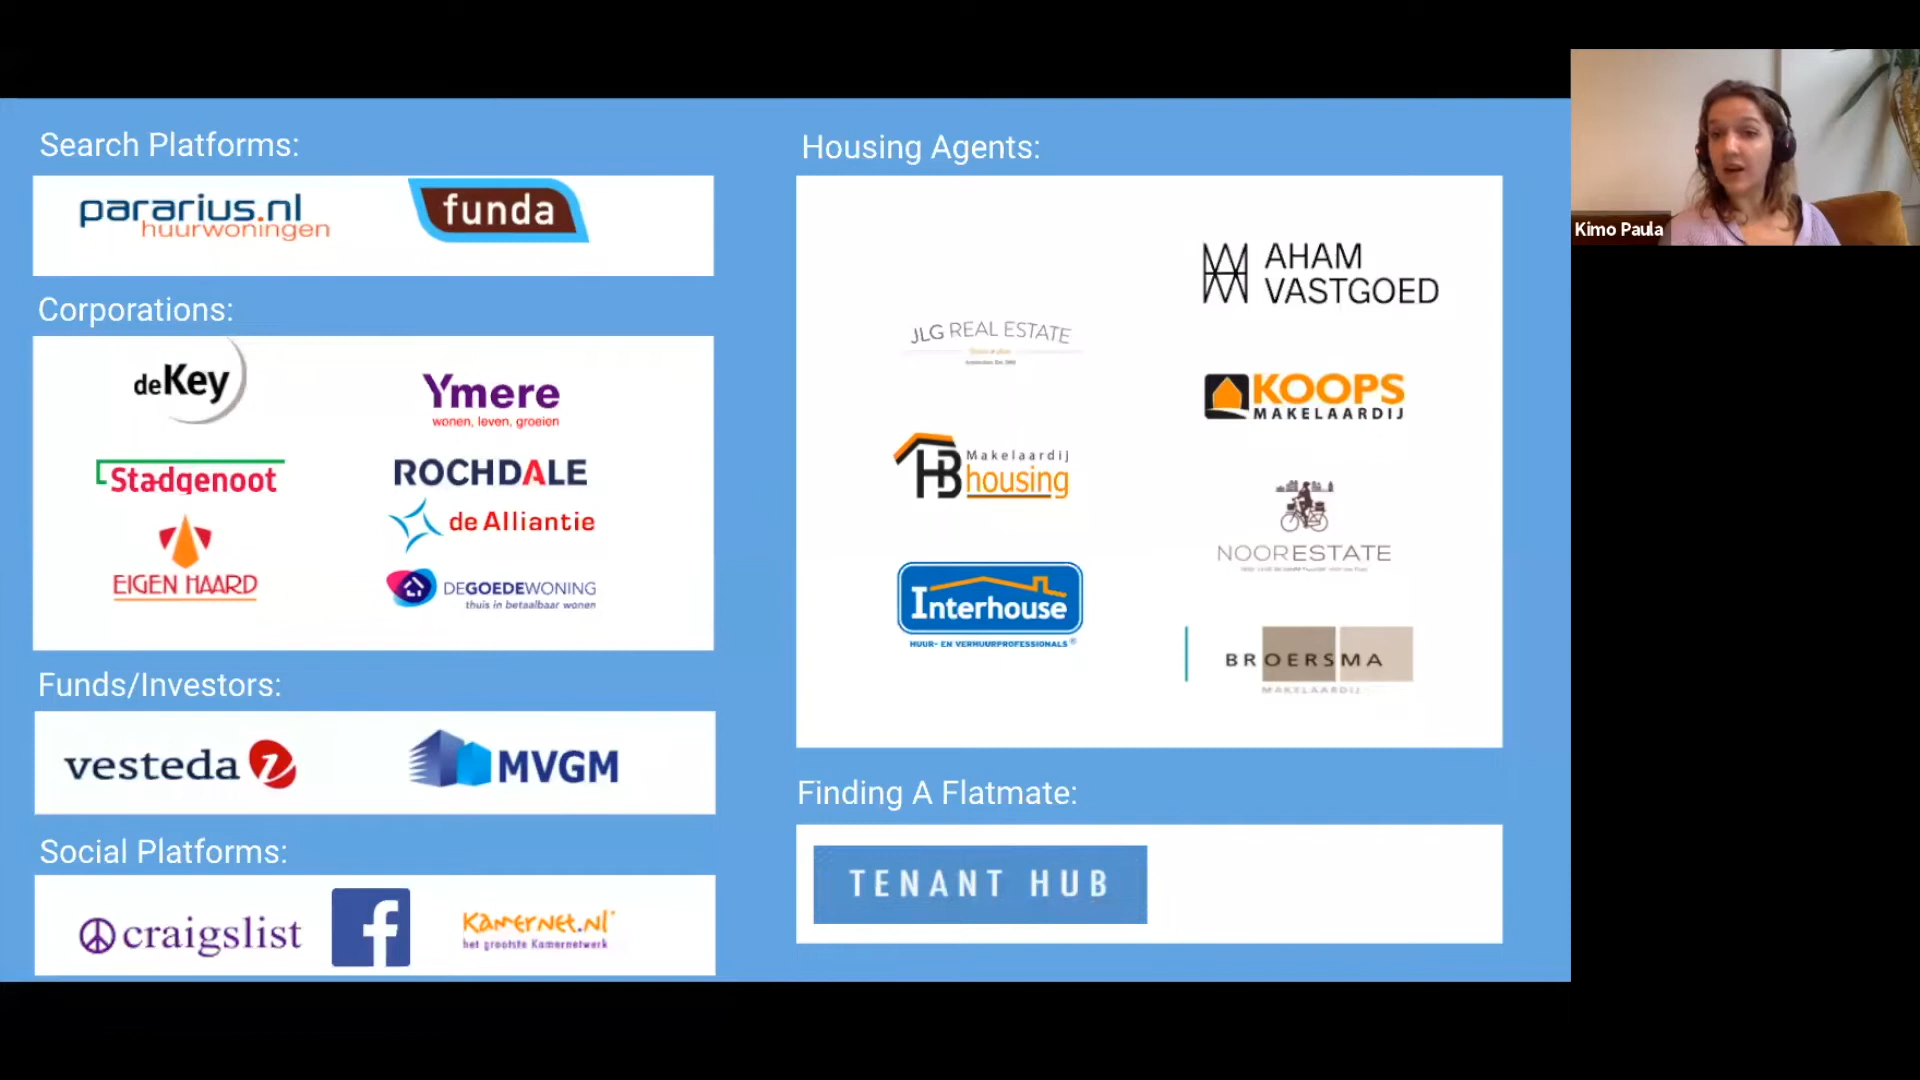 Search Platforms:
pararius.nl
huurwoningen
funda
Corporations:
deKey
Ymere
wonen, leven, groeien
Stadgenoot
ROCHDALE
de Alliantie
EIGEN HAARD
DEGOEDEWONING
thuis in betaalbaar wonen
Funds/Investors:
vesteda
MVGM
Social Platforms:
craigslist
f
Kamernet.nl
het grootste Kamernetwerk
Housing Agents:
AHAM
VASTGOED
JLG REAL ESTATE
KOOPS
MAKELAARDIJ
HB Makelaardij
housing
NOORESTATE
Interhouse
HUUR- EN VERHUURPROFESSIONALS®
BROERSMA
MAKELAARDIJ
Finding A Flatmate:
TENANT HUB
Kimo Paula